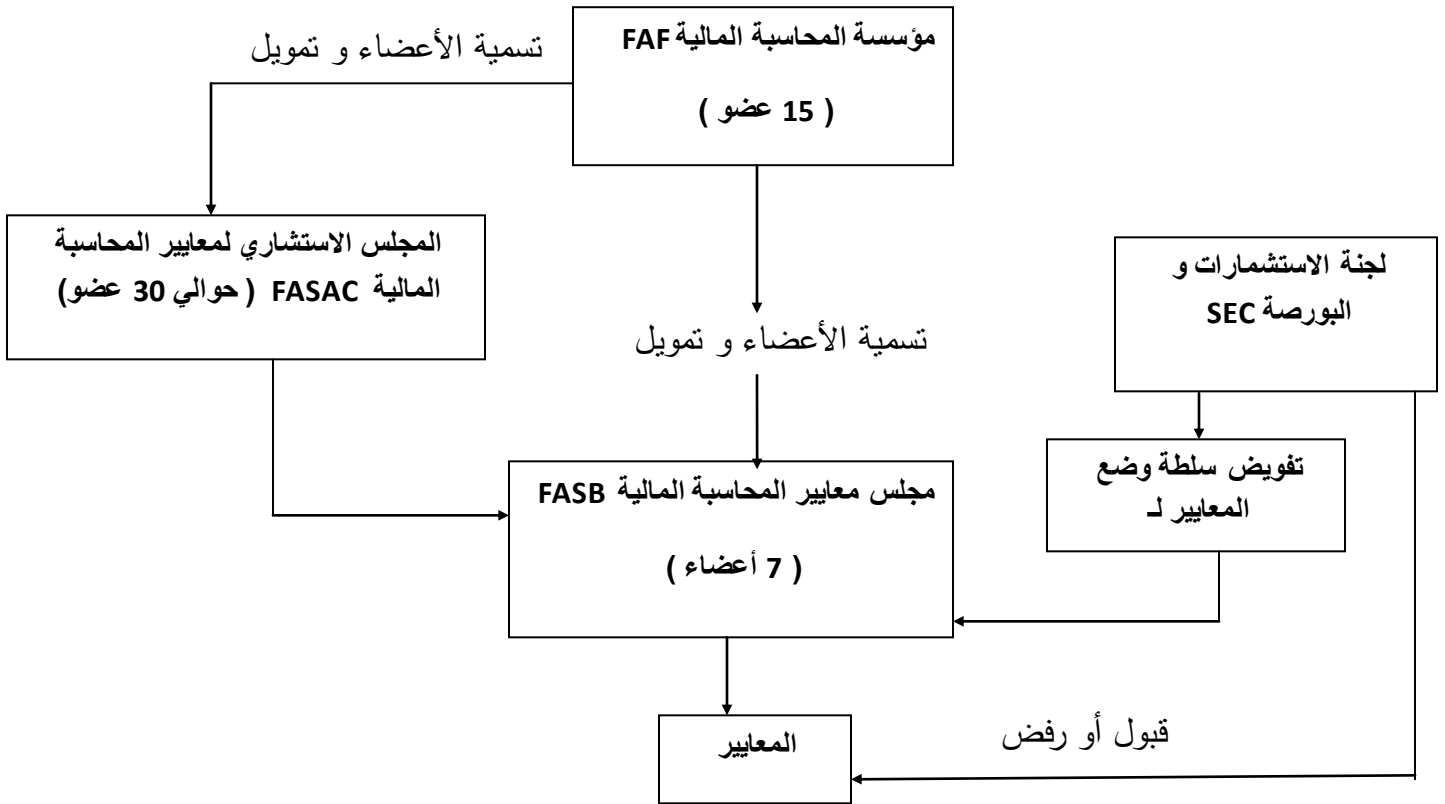 مؤسسة المحاسبة المالية FAF
( 15 عضو )
تسمية الأعضاء و تمويل
المجلس الاستشاري لمعايير المحاسبة
المالية FASAC ( حوالي 30 عضو)
لجنة الاستشمارات و
البورصة SEC
تسمية الأعضاء و تمويل
تفويض سلطة وضع
المعايير لـ
مجلس معايير المحاسبة المالية FASB
( 7 أعضاء )
قبول أو رفض
المعايير